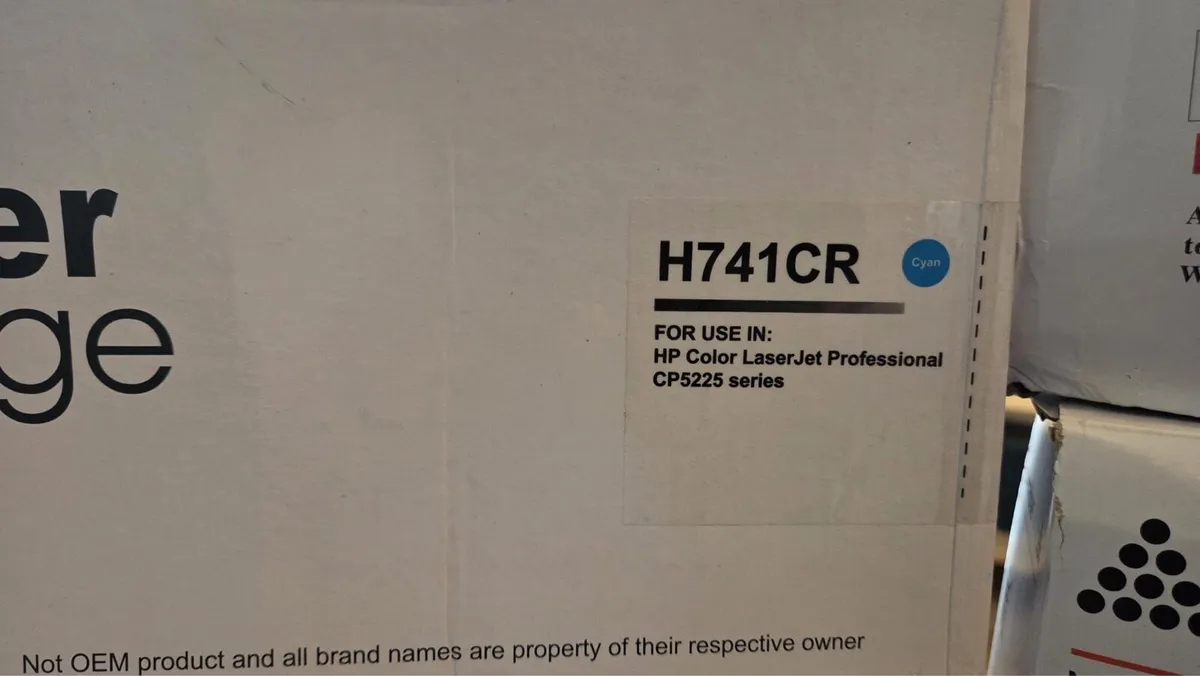 er
ge
H741CR
Cyan
FOR USE IN:
HP Color LaserJet Professional
CP5225 series
Not OEM product and all brand names are property of their respective owner